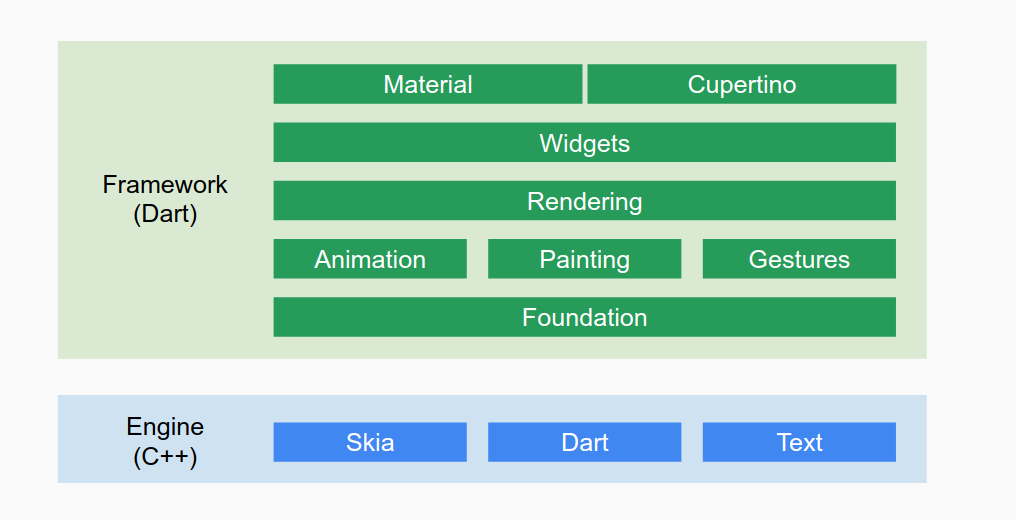 Material
Cupertino
Widgets
Framework
(Dart)
Rendering
Animation
Painting
Gestures
Foundation
Engine
(C++)
Skia
Dart
Text